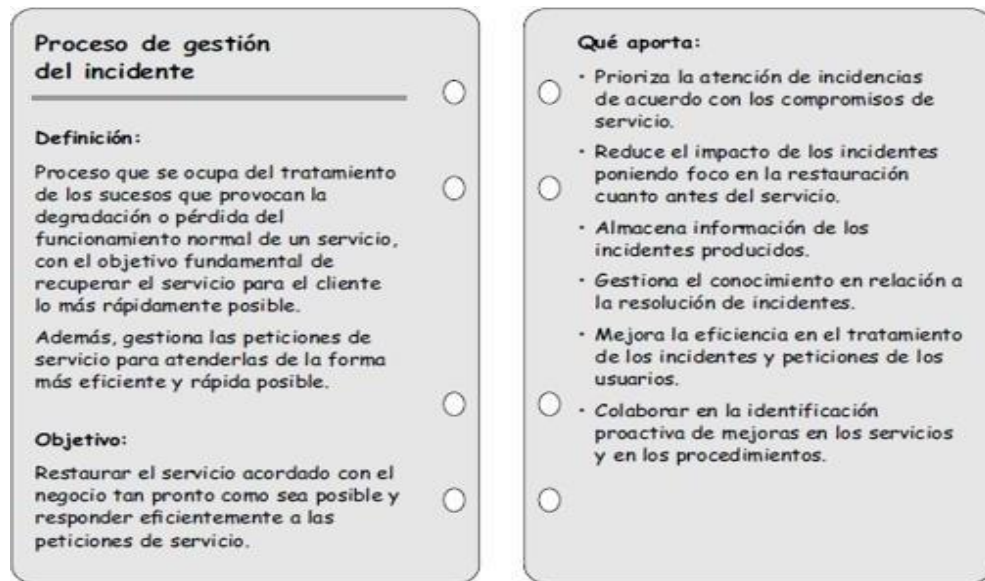 Proceso de gestión
del incidente
Definición:
Proceso que se ocupa del tratamiento
de los sucesos que provocan la
degradación o pérdida del
funcionamiento normal de un servicio,
con el objetivo fundamental de
recuperar el servicio para el cliente
lo más rápidamente posible.
Además, gestiona las peticiones de
servicio para atenderlas de la forma
más eficiente y rápida posible.
Objetivo:
Restaurar el servicio acordado con el
negocio tan pronto como sea posible y
responder eficientemente a las
peticiones de servicio.
Qué aporta:
· Prioriza la atención de incidencias
de acuerdo con los compromisos de
servicio.
· Reduce el impacto de los incidentes
poniendo foco en la restauración
cuanto antes del servicio.
· Almacena información de los
incidentes producidos.
· Gestiona el conocimiento en relación a
la resolución de incidentes.
· Mejora la eficiencia en el tratamiento
de los incidentes y peticiones de los
usuarios.
· Colaborar en la identificación
proactiva de mejoras en los servicios
y en los procedimientos.